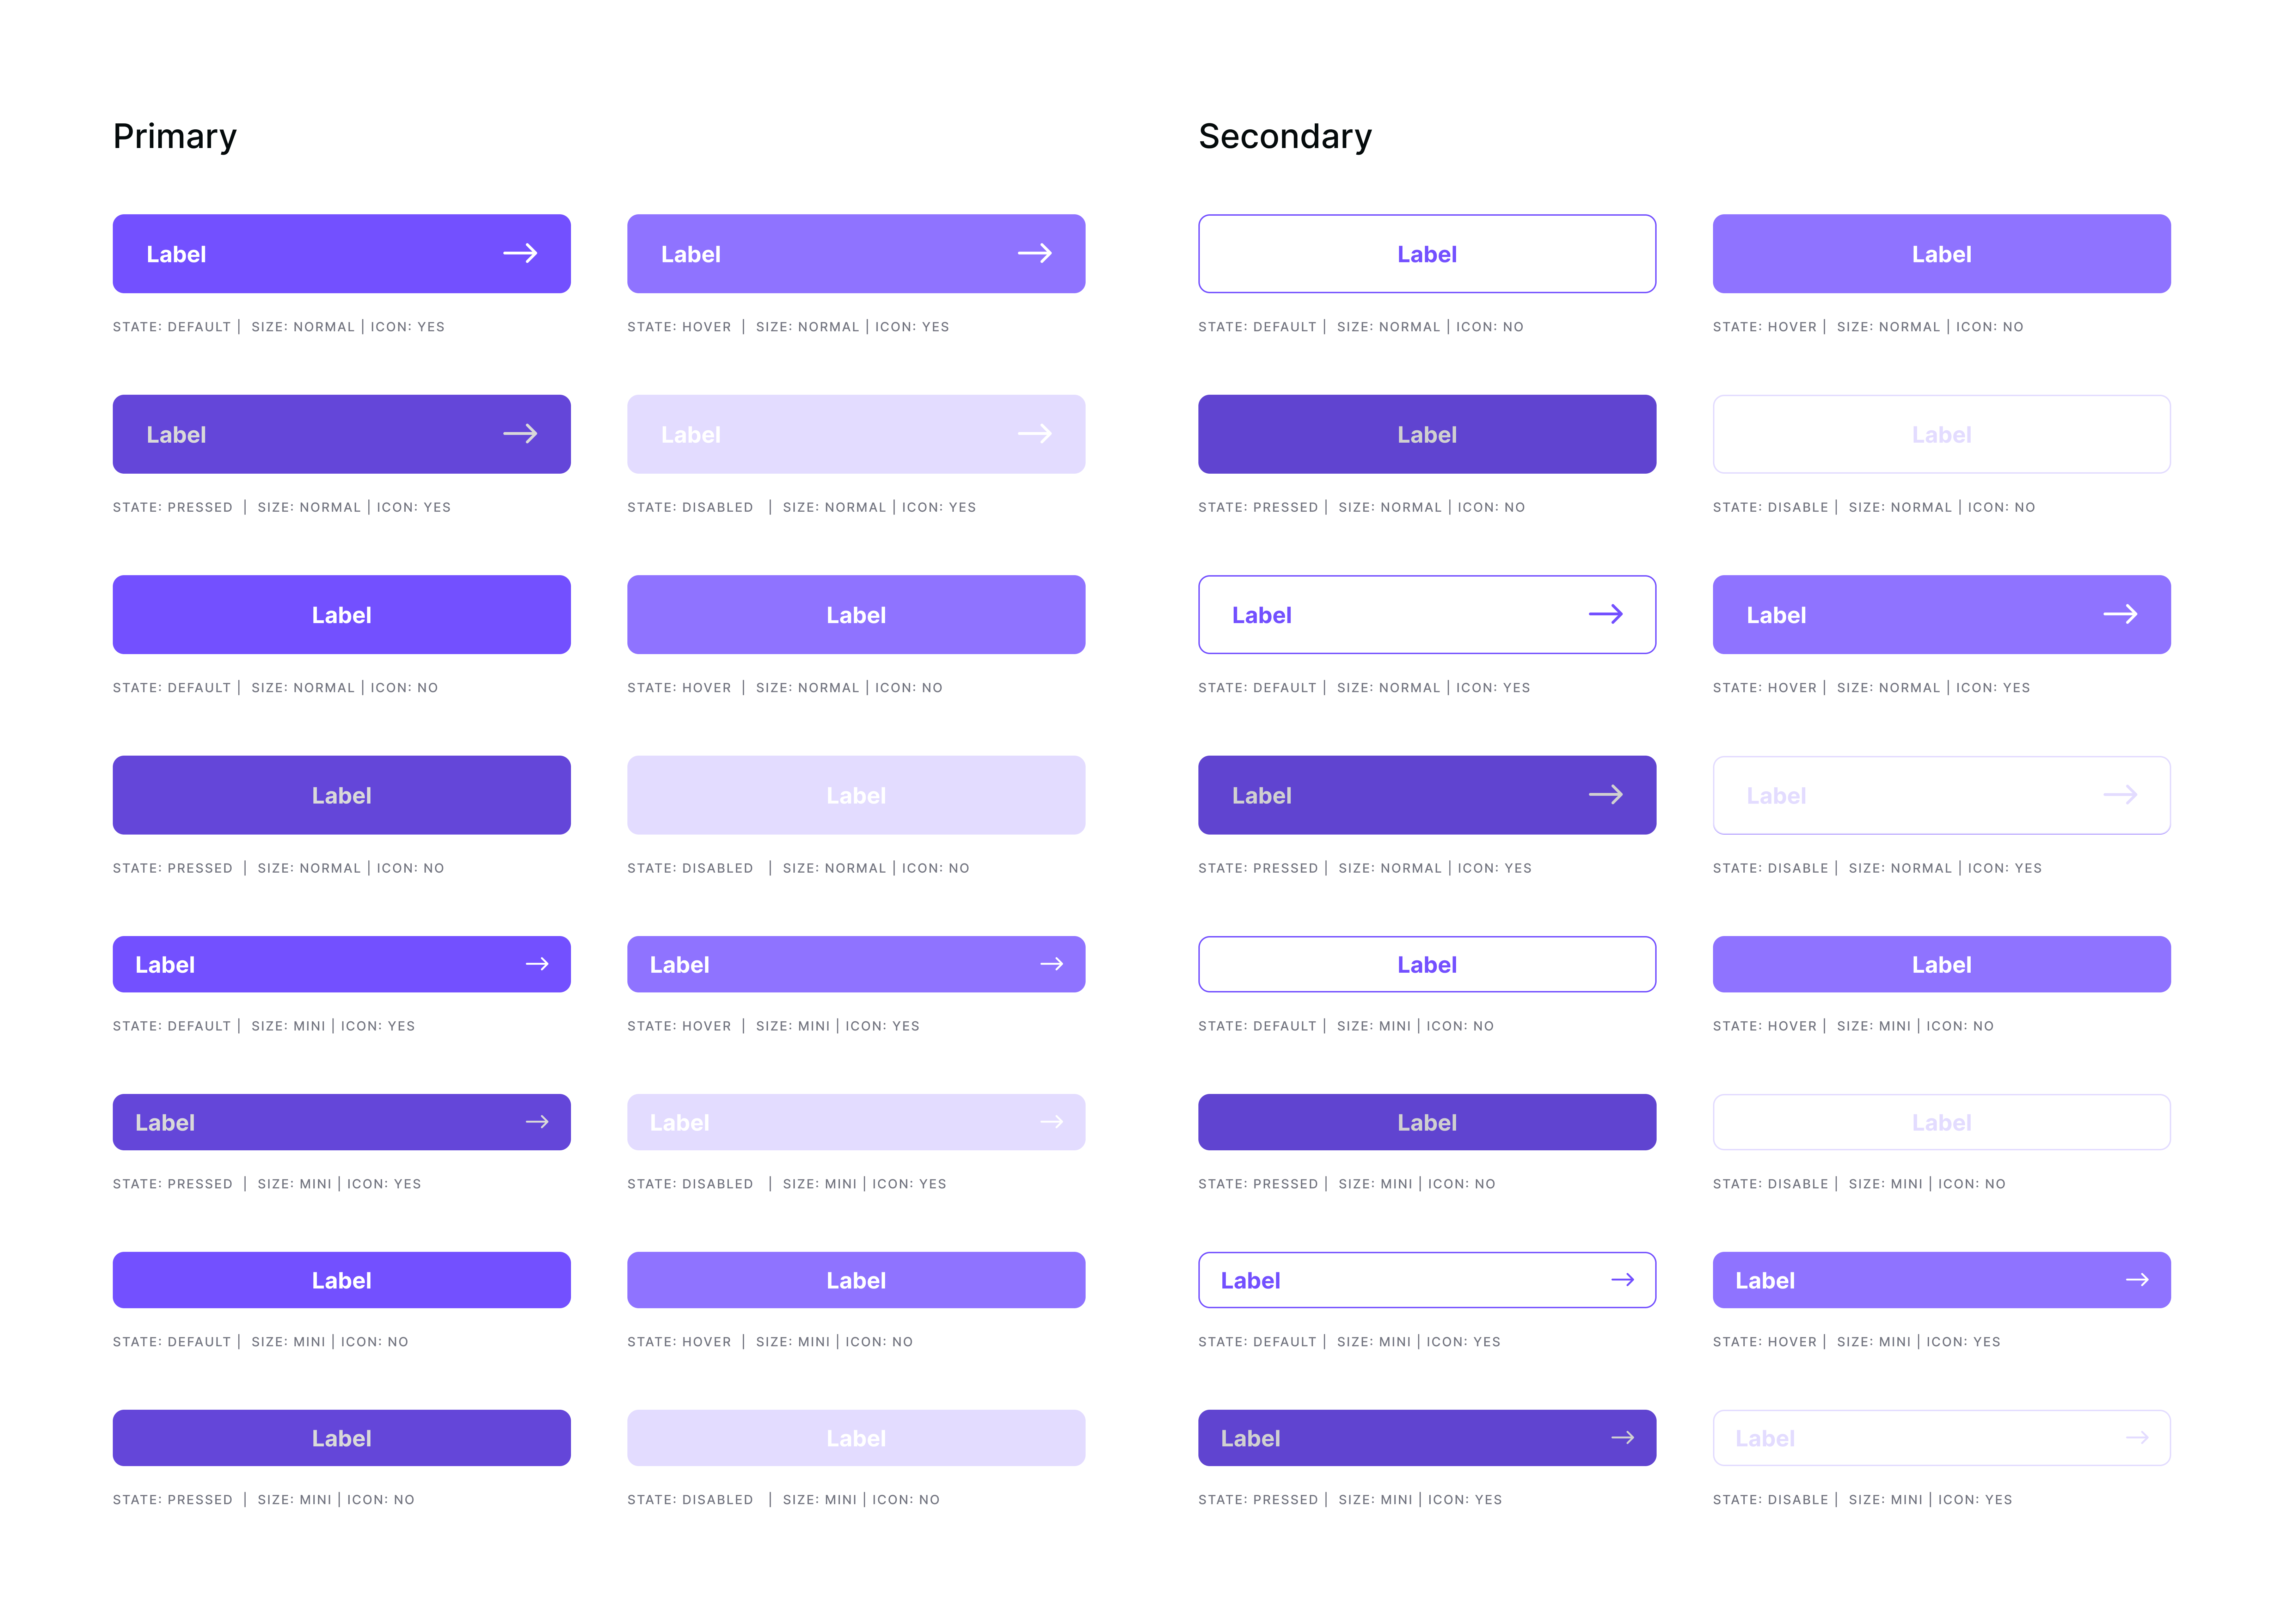 Primary
Label
STATE: DEFAULT | SIZE: NORMAL | ICON: YES
Label
STATE: HOVER | SIZE: NORMAL | ICON: YES
Label
STATE: PRESSED | SIZE: NORMAL | ICON: YES
Label
STATE: DISABLED | SIZE: NORMAL | ICON: YES
Label
STATE: DEFAULT | SIZE: NORMAL | ICON: NO
Label
STATE: HOVER | SIZE: NORMAL | ICON: NO
Label
STATE: PRESSED | SIZE: NORMAL | ICON: NO
Label
STATE: DISABLED | SIZE: NORMAL | ICON: NO
Label
STATE: DEFAULT | SIZE: MINI | ICON: YES
Label
STATE: HOVER | SIZE: MINI | ICON: YES
Label
STATE: PRESSED | SIZE: MINI | ICON: YES
Label
STATE: DISABLED | SIZE: MINI | ICON: YES
Label
STATE: DEFAULT | SIZE: MINI | ICON: NO
Label
STATE: HOVER | SIZE: MINI | ICON: NO
Label
STATE: PRESSED | SIZE: MINI | ICON: NO
Label
STATE: DISABLED | SIZE: MINI | ICON: NO
Secondary
Label
STATE: DEFAULT | SIZE: NORMAL | ICON: NO
Label
STATE: HOVER | SIZE: NORMAL | ICON: NO
Label
STATE: PRESSED | SIZE: NORMAL | ICON: NO
Label
STATE: DISABLE | SIZE: NORMAL | ICON: NO
Label
STATE: DEFAULT | SIZE: NORMAL | ICON: YES
Label
STATE: HOVER | SIZE: NORMAL | ICON: YES
Label
STATE: PRESSED | SIZE: NORMAL | ICON: YES
Label
STATE: DISABLE | SIZE: NORMAL | ICON: YES
Label
STATE: DEFAULT | SIZE: MINI | ICON: NO
Label
STATE: HOVER | SIZE: MINI | ICON: NO
Label
STATE: PRESSED | SIZE: MINI | ICON: NO
Label
STATE: DISABLE | SIZE: MINI | ICON: NO
Label
STATE: DEFAULT | SIZE: MINI | ICON: YES
Label
STATE: HOVER | SIZE: MINI | ICON: YES
Label
STATE: PRESSED | SIZE: MINI | ICON: YES
Label
STATE: DISABLE | SIZE: MINI | ICON: YES